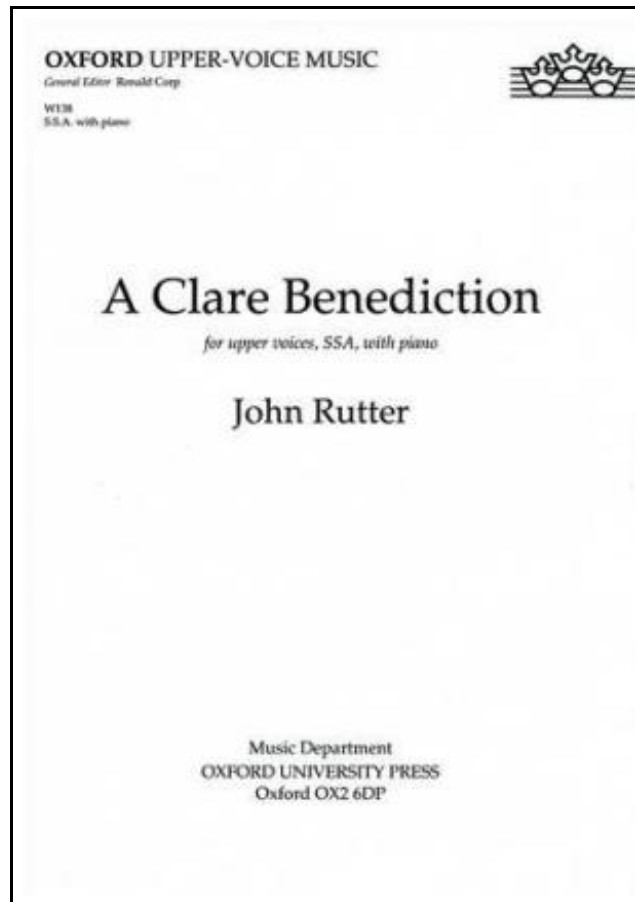 OXFORD UPPER-VOICE MUSIC
General Editor Ronald Corp
W138
S.S.A. with piano
A Clare Benediction
for upper voices, SSA, with piano
John Rutter
Music Department
OXFORD UNIVERSITY PRESS
Oxford OX2 6DP